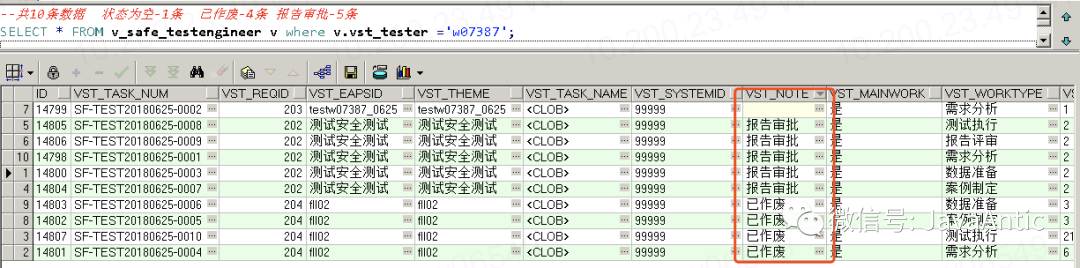 --共10条数据 状态为空-1条 已作废-4条 报告审批-5条
SELECT * FROM v_safe_testengineer v where v.vst_tester ='w07387';
ID VST_TASK_NUM VST_REQID VST_EAPSID VST_THEME VST_TASK_NAME VST_SYSTEMID VST_NOTE VST_MAINWORK VST_WORKTYPE VS
7 14799 SF-TEST20180625-0002 203 testw07387_0625 testw07387_0625 <CLOB> 99999 是 需求分析 1
5 14805 SF-TEST20180625-0008 202 测试安全测试 测试安全测试 <CLOB> 99999 报告审批 是 测试执行 2
6 14806 SF-TEST20180625-0009 202 测试安全测试 测试安全测试 <CLOB> 99999 报告审批 是 报告评审 2
10 14798 SF-TEST20180625-0001 202 测试安全测试 测试安全测试 <CLOB> 99999 报告审批 是 需求分析 2
1 14800 SF-TEST20180625-0003 202 测试安全测试 测试安全测试 <CLOB> 99999 报告审批 是 数据准备 2
4 14804 SF-TEST20180625-0007 202 测试安全测试 测试安全测试 <CLOB> 99999 报告审批 是 案例制定 2
9 14803 SF-TEST20180625-0006 204 fll02 fll02 <CLOB> 99999 已作废 是 数据准备 3
8 14802 SF-TEST20180625-0005 204 fll02 fll02 <CLOB> 99999 已作废 3
3 14807 SF-TEST20180625-0010 204 fll02 fll02 <CLOB> 99999 已作废 是 测试执行 21
2 14801 SF-TEST20180625-0004 204 fll02 fll02 <CLOB> 99999 已作废 是 需求分析 6
微信号: JavaAntic